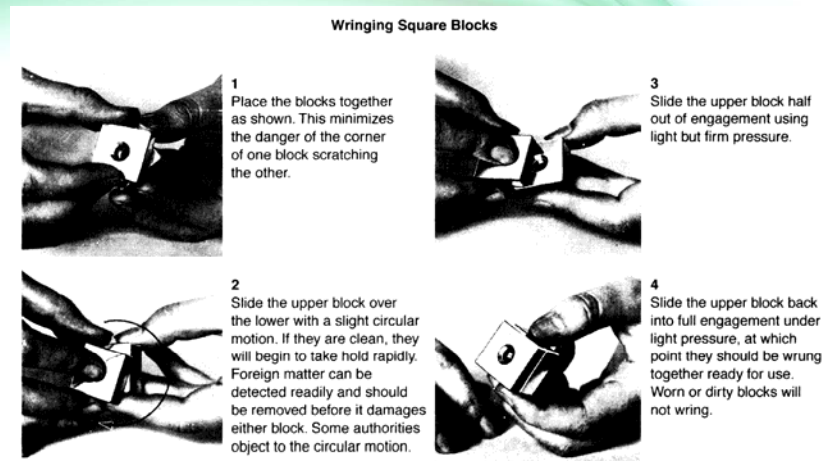 Wringing Square Blocks
1
Place the blocks together
as shown. This minimizes
the danger of the corner
of one block scratching
the other.
2
Slide the upper block over
the lower with a slight circular
motion. If they are clean, they
will begin to take hold rapidly.
Foreign matter can be
detected readily and should
be removed before it damages
either block. Some authorities
object to the circular motion.
3
Slide the upper block half
out of engagement using
light but firm pressure.
4
Slide the upper block back
into full engagement under
light pressure, at which
point they should be wrung
together ready for use.
Worn or dirty blocks will
not wring.